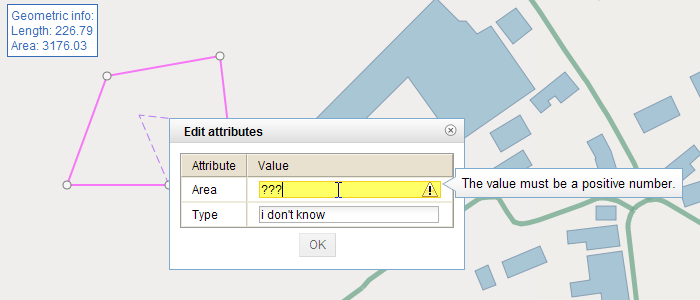 Geometric info:
Length: 226.79
Area: 3176.03
Edit attributes
Attribute Value
Area ???
The value must be a positive number.
Type i don't know
OK